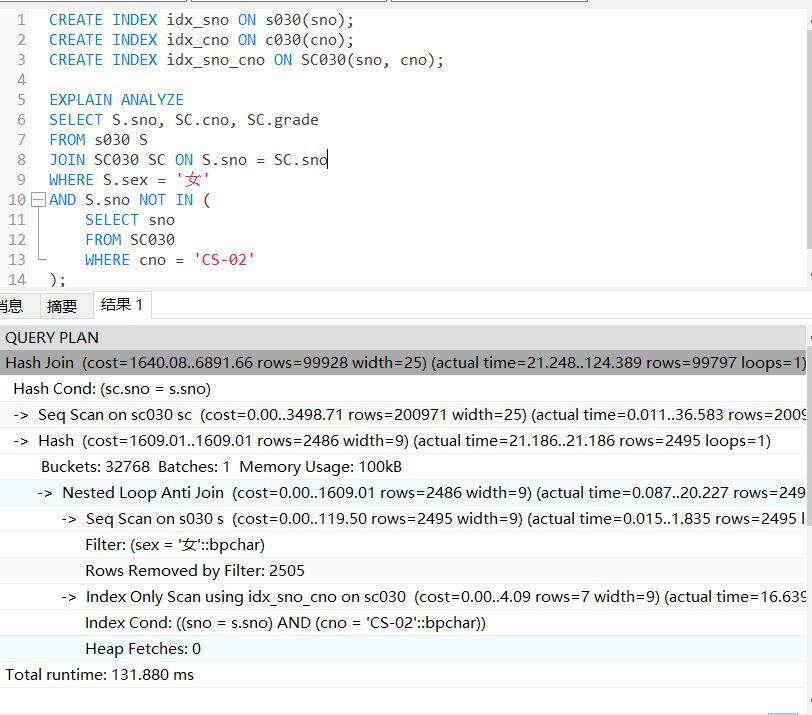 1 CREATE INDEX idx_sno ON s030(sno);
2 CREATE INDEX idx_cno ON c030(cno);
3 CREATE INDEX idx_sno_cno ON SC030(sno, cno);
4
5 EXPLAIN ANALYZE
6 SELECT S.sno, SC.cno, SC.grade
7 FROM s030 S
8 JOIN SC030 SC ON S.sno = SC.sno
9 WHERE S.sex = '女'
10 AND S.sno NOT IN (
11 SELECT sno
12 FROM SC030
13 WHERE cno = 'CS-02'
14 );
消息 摘要 结果 1
QUERY PLAN
Hash Join (cost=1640.08..6891.66 rows=99928 width=25) (actual time=21.248..124.389 rows=99797 loops=1)
Hash Cond: (sc.sno = s.sno)
-> Seq Scan on sc030 sc (cost=0.00..3498.71 rows=200971 width=25) (actual time=0.011..36.583 rows=2009
-> Hash (cost=1609.01..1609.01 rows=2486 width=9) (actual time=21.186..21.186 rows=2495 loops=1)
Buckets: 32768 Batches: 1 Memory Usage: 100kB
-> Nested Loop Anti Join (cost=0.00..1609.01 rows=2486 width=9) (actual time=0.087..20.227 rows=249
-> Seq Scan on s030 s (cost=0.00..119.50 rows=2495 width=9) (actual time=0.015..1.835 rows=2495 l
Filter: (sex = '女'::bpchar)
Rows Removed by Filter: 2505
-> Index Only Scan using idx_sno_cno on sc030 (cost=0.00..4.09 rows=7 width=9) (actual time=16.639
Index Cond: ((sno = s.sno) AND (cno = 'CS-02'::bpchar))
Heap Fetches: 0
Total runtime: 131.880 ms